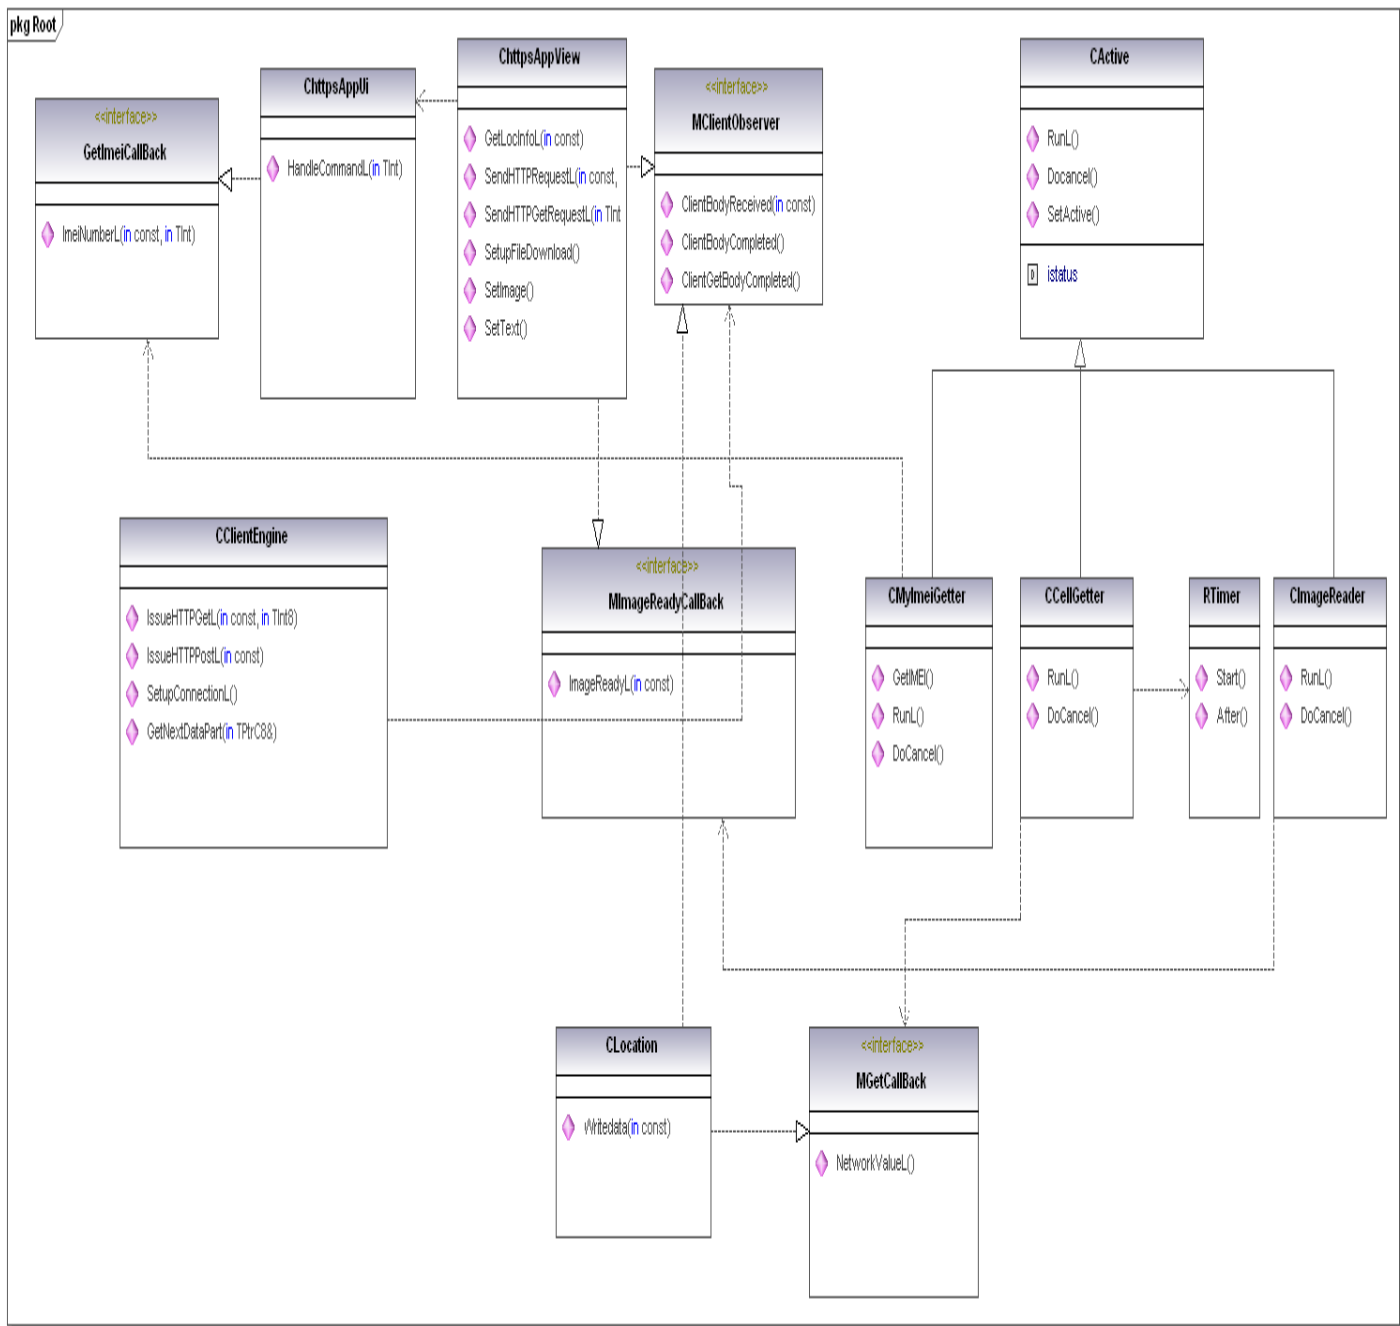 pkg Root
<<interface>>
GetImeiCallBack
ImeiNumberL(in const, in TInt)
ChttpsAppUi
HandleCommandL(in TInt)
ChttpsAppView
GetLocInfoL(in const)
SendHTTPRequestL(in const,
SendHTTPGetRequestL(in TInt
SetupFileDownload()
SetImage()
SetText()
<<interface>>
MClientObserver
ClientBodyReceived(in const)
ClientBodyCompleted()
ClientGetBodyCompleted()
CActive
RunL()
Docancel()
SetActive()
D istatus
CClientEngine
IssueHTTPGetL(in const, in TInt8)
IssueHTTPPostL(in const)
SetupConnectionL()
GetNextDataPart(in TPtrC8&)
<<interface>>
MImageReadyCallBack
ImageReadyL(in const)
CMyImeiGetter
GetIMEI()
RunL()
DoCancel()
CCellGetter
RunL()
DoCancel()
RTimer
Start()
After()
CImageReader
RunL()
DoCancel()
CLocation
Writedata(in const)
<<interface>>
MGetCallBack
NetworkValueL()